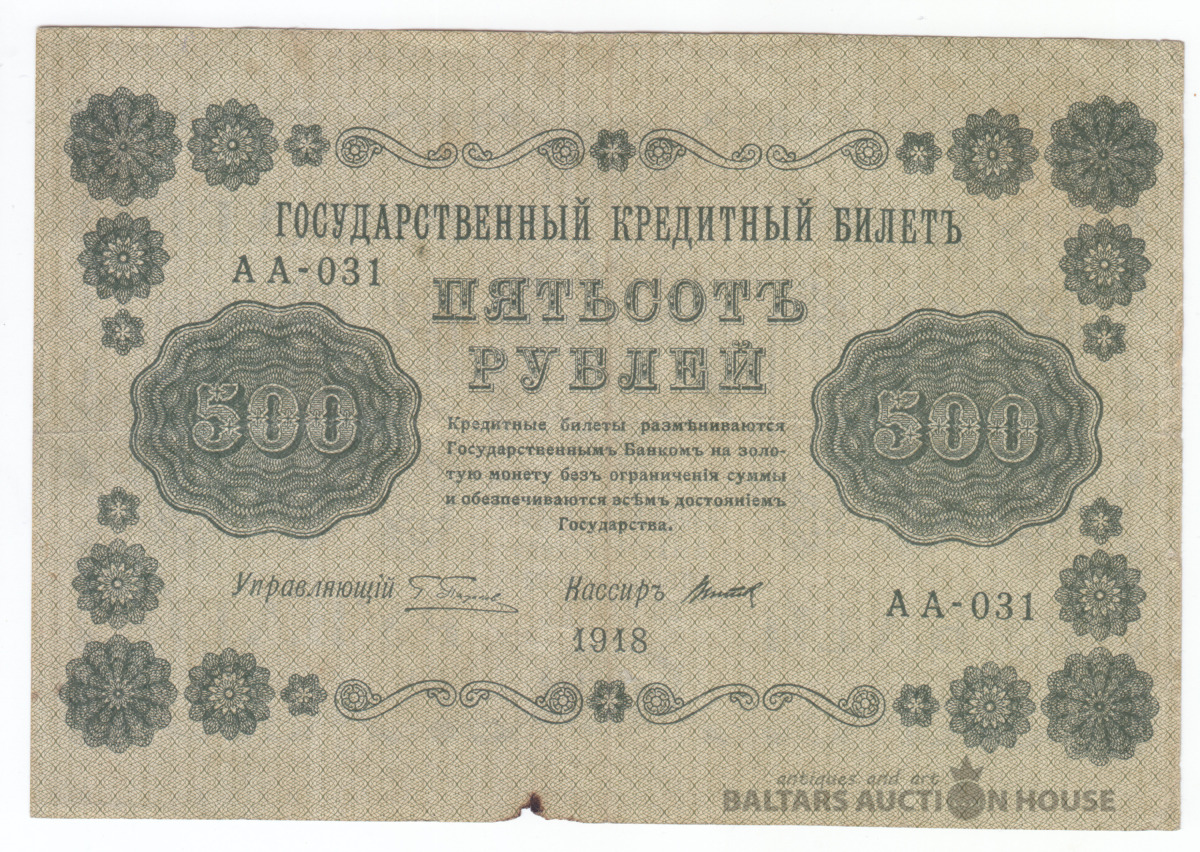 ГОСУДАРСТВЕННЫЙ КРЕДИТНЫЙ БИЛЕТЪ
АА-031
ПЯТЬСОТЪ
РУБЛЕЙ
500
500
Кредитные билеты размѣниваются
Государственнымъ Банкомъ на золо-
тую монету безъ ограниченія суммы
и обезпечиваются всѣмъ достояніемъ
Государства.
Управляющій
Кассиръ
АА-031
1918
antiques and art
BALTARS AUCTION HOUSE